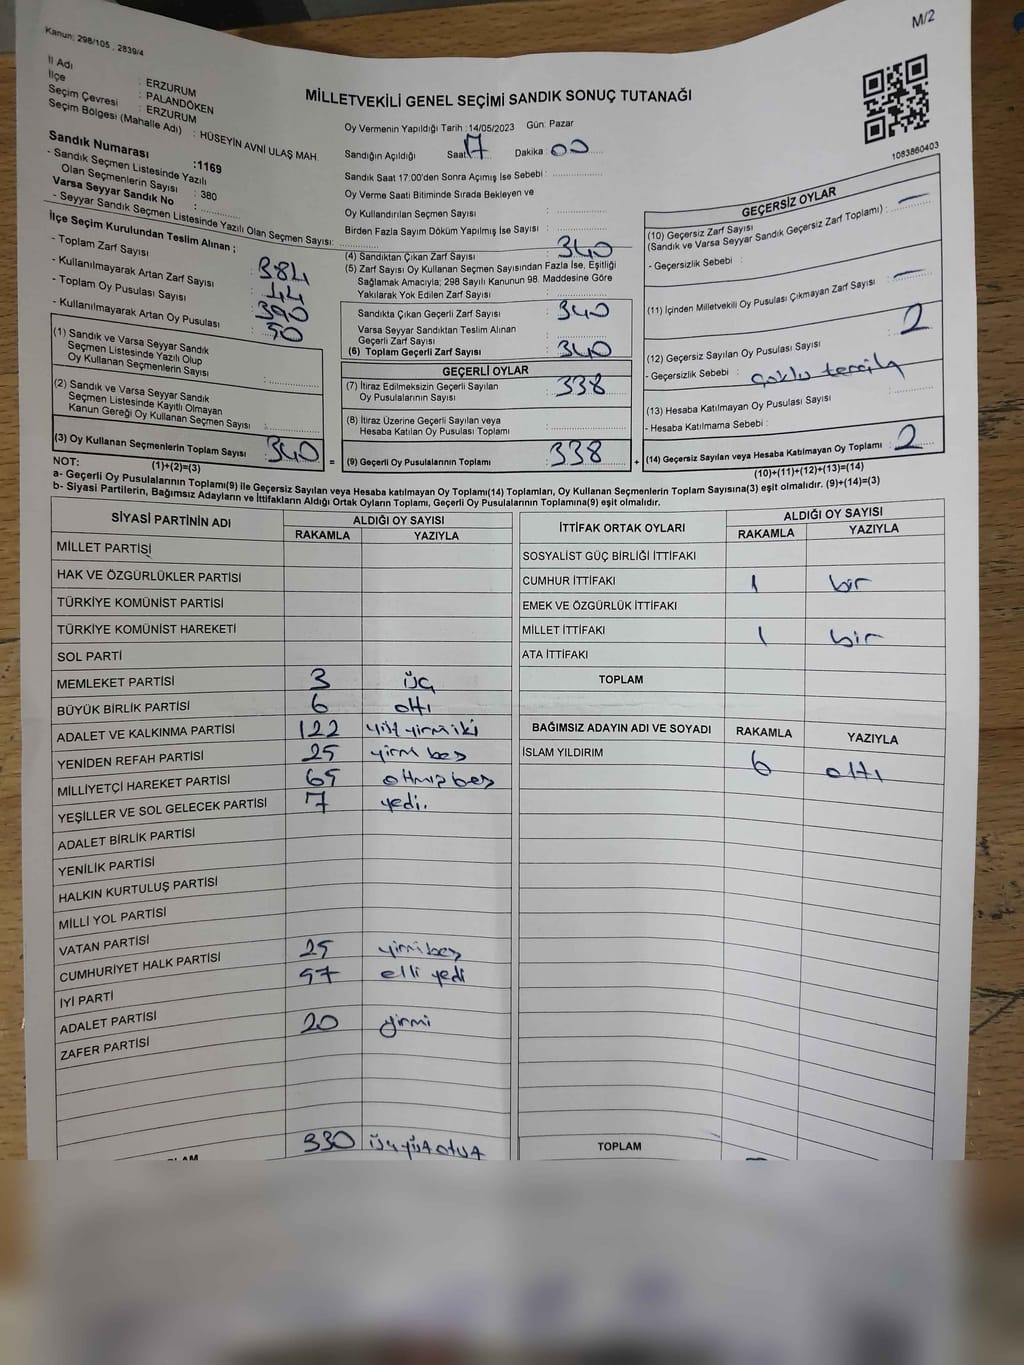 M/2
Kanun: 298/105 , 2839/4
İl Adı : ERZURUM
İlçe : PALANDÖKEN
Seçim Çevresi : ERZURUM
Seçim Bölgesi (Mahalle Adı) : HÜSEYİN AVNİ ULAŞ MAH.
Sandık Numarası :1169
- Sandık Seçmen Listesinde Yazılı
Olan Seçmenlerin Sayısı : 380
Varsa Seyyar Sandık No :
- Seyyar Sandık Seçmen Listesinde Yazılı Olan Seçmen Sayısı:
İlçe Seçim Kurulundan Teslim Alınan ;
- Toplam Zarf Sayısı : 384
- Kullanılmayarak Artan Zarf Sayısı : 44
- Toplam Oy Pusulası Sayısı : 390
- Kullanılmayarak Artan Oy Pusulası : 50
(1) Sandık ve Varsa Seyyar Sandık
Seçmen Listesinde Yazılı Olup
Oy Kullanan Seçmenlerin Sayısı :
(2) Sandık ve Varsa Seyyar Sandık
Seçmen Listesinde Kayıtlı Olmayan
Kanun Gereği Oy Kullanan Seçmen Sayısı :
(3) Oy Kullanan Seçmenlerin Toplam Sayısı : 340
(1)+(2)=(3)
MİLLETVEKİLİ GENEL SEÇİMİ SANDIK SONUÇ TUTANAĞI
Oy Vermenin Yapıldığı Tarih :14/05/2023 Gün: Pazar
Sandığın Açıldığı Saat 17 Dakika : 00
Sandık Saat 17:00'den Sonra Açımış İse Sebebi :
Oy Verme Saati Bitiminde Sırada Bekleyen ve
Oy Kullandırılan Seçmen Sayısı :
Birden Fazla Sayım Döküm Yapılmış İse Sayısı :
(4) Sandıktan Çıkan Zarf Sayısı : 340
(5) Zarf Sayısı Oy Kullanan Seçmen Sayısından Fazla İse, Eşitliği
Sağlamak Amacıyla; 298 Sayılı Kanunun 98. Maddesine Göre
Yakılarak Yok Edilen Zarf Sayısı :
Sandıkta Çıkan Geçerli Zarf Sayısı : 340
Varsa Seyyar Sandıktan Teslim Alınan
Geçerli Zarf Sayısı :
(6) Toplam Geçerli Zarf Sayısı : 340
GEÇERLİ OYLAR
(7) İtiraz Edilmeksizin Geçerli Sayılan
Oy Pusulalarının Sayısı : 338
(8) İtiraz Üzerine Geçerli Sayılan veya
Hesaba Katılan Oy Pusulası Toplamı :
= (9) Geçerli Oy Pusulalarının Toplamı : 338 +
1083860403
GEÇERSİZ OYLAR
(10) Geçersiz Zarf Sayısı
(Sandık ve Varsa Seyyar Sandık Geçersiz Zarf Toplamı) : —
- Geçersizlik Sebebi :
(11) İçinden Milletvekili Oy Pusulası Çıkmayan Zarf Sayısı : —
(12) Geçersiz Sayılan Oy Pusulası Sayısı : 2
- Geçersizlik Sebebi : çoklu tercih
(13) Hesaba Katılmayan Oy Pusulası Sayısı :
- Hesaba Katılmama Sebebi :
(14) Geçersiz Sayılan veya Hesaba Katılmayan Oy Toplamı : 2
(10)+(11)+(12)+(13)=(14)
NOT:
a- Geçerli Oy Pusulalarının Toplamı(9) ile Geçersiz Sayılan veya Hesaba katılmayan Oy Toplamı(14) Toplamları, Oy Kullanan Seçmenlerin Toplam Sayısına(3) eşit olmalıdır. (9)+(14)=(3)
b- Siyasi Partilerin, Bağımsız Adayların ve İttifakların Aldığı Ortak Oyların Toplamı, Geçerli Oy Pusulalarının Toplamına(9) eşit olmalıdır.
SİYASİ PARTİNİN ADI ALDIĞI OY SAYISI
RAKAMLA YAZIYLA
MİLLET PARTİSİ
HAK VE ÖZGÜRLÜKLER PARTİSİ
TÜRKİYE KOMÜNİST PARTİSİ
TÜRKİYE KOMÜNİST HAREKETİ
SOL PARTİ
MEMLEKET PARTİSİ 3 üç
BÜYÜK BİRLİK PARTİSİ 6 altı
ADALET VE KALKINMA PARTİSİ 122 yüz yirmi iki
YENİDEN REFAH PARTİSİ 25 yirm beş
MİLLİYETÇİ HAREKET PARTİSİ 65 altmış beş
YEŞİLLER VE SOL GELECEK PARTİSİ 7 yedi.
ADALET BİRLİK PARTİSİ
YENİLİK PARTİSİ
HALKIN KURTULUŞ PARTİSİ
MİLLİ YOL PARTİSİ
VATAN PARTİSİ
CUMHURİYET HALK PARTİSİ 25 yirmi beş
İYİ PARTİ 57 elli yedi
ADALET PARTİSİ
ZAFER PARTİSİ 20 yirmi
330
İTTİFAK ORTAK OYLARI ALDIĞI OY SAYISI
RAKAMLA YAZIYLA
SOSYALİST GÜÇ BİRLİĞİ İTTİFAKI
CUMHUR İTTİFAKI 1 bir
EMEK VE ÖZGÜRLÜK İTTİFAKI
MİLLET İTTİFAKI 1 bir
ATA İTTİFAKI
TOPLAM
BAĞIMSIZ ADAYIN ADI VE SOYADI RAKAMLA YAZIYLA
İSLAM YILDIRIM 6 altı
TOPLAM